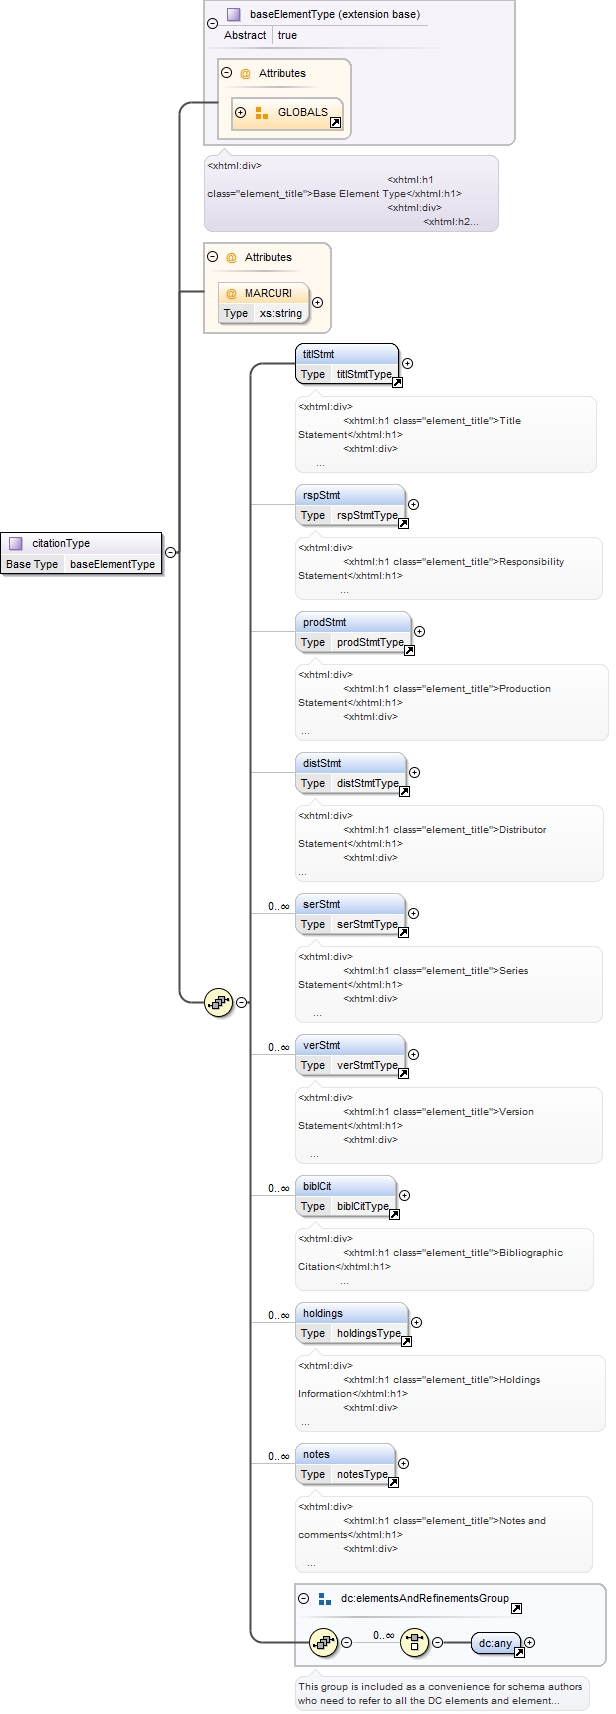 baseElementType (extension base)
Abstract true
@ Attributes
GLOBALS
<xhtml:div>
<xhtml:h1
class="element_title">Base Element Type</xhtml:h1>
<xhtml:div>
<xhtml:h2...
@ Attributes
@ MARCURI
Type xs:string
titlStmt
Type titlStmtType
<xhtml:div>
<xhtml:h1 class="element_title">Title
Statement</xhtml:h1>
<xhtml:div>
...
rspStmt
Type rspStmtType
<xhtml:div>
<xhtml:h1 class="element_title">Responsibility
Statement</xhtml:h1>
...
citationType
Base Type baseElementType
prodStmt
Type prodStmtType
<xhtml:div>
<xhtml:h1 class="element_title">Production
Statement</xhtml:h1>
<xhtml:div>
...
distStmt
Type distStmtType
<xhtml:div>
<xhtml:h1 class="element_title">Distributor
Statement</xhtml:h1>
<xhtml:div>
...
0..∞
serStmt
Type serStmtType
<xhtml:div>
<xhtml:h1 class="element_title">Series
Statement</xhtml:h1>
<xhtml:div>
...
0..∞
verStmt
Type verStmtType
<xhtml:div>
<xhtml:h1 class="element_title">Version
Statement</xhtml:h1>
<xhtml:div>
...
0..∞
biblCit
Type biblCitType
<xhtml:div>
<xhtml:h1 class="element_title">Bibliographic
Citation</xhtml:h1>
...
0..∞
holdings
Type holdingsType
<xhtml:div>
<xhtml:h1 class="element_title">Holdings
Information</xhtml:h1>
<xhtml:div>
...
0..∞
notes
Type notesType
<xhtml:div>
<xhtml:h1 class="element_title">Notes and
comments</xhtml:h1>
<xhtml:div>
...
dc:elementsAndRefinementsGroup
0..∞
dc:any
This group is included as a convenience for schema authors
who need to refer to all the DC elements and element...